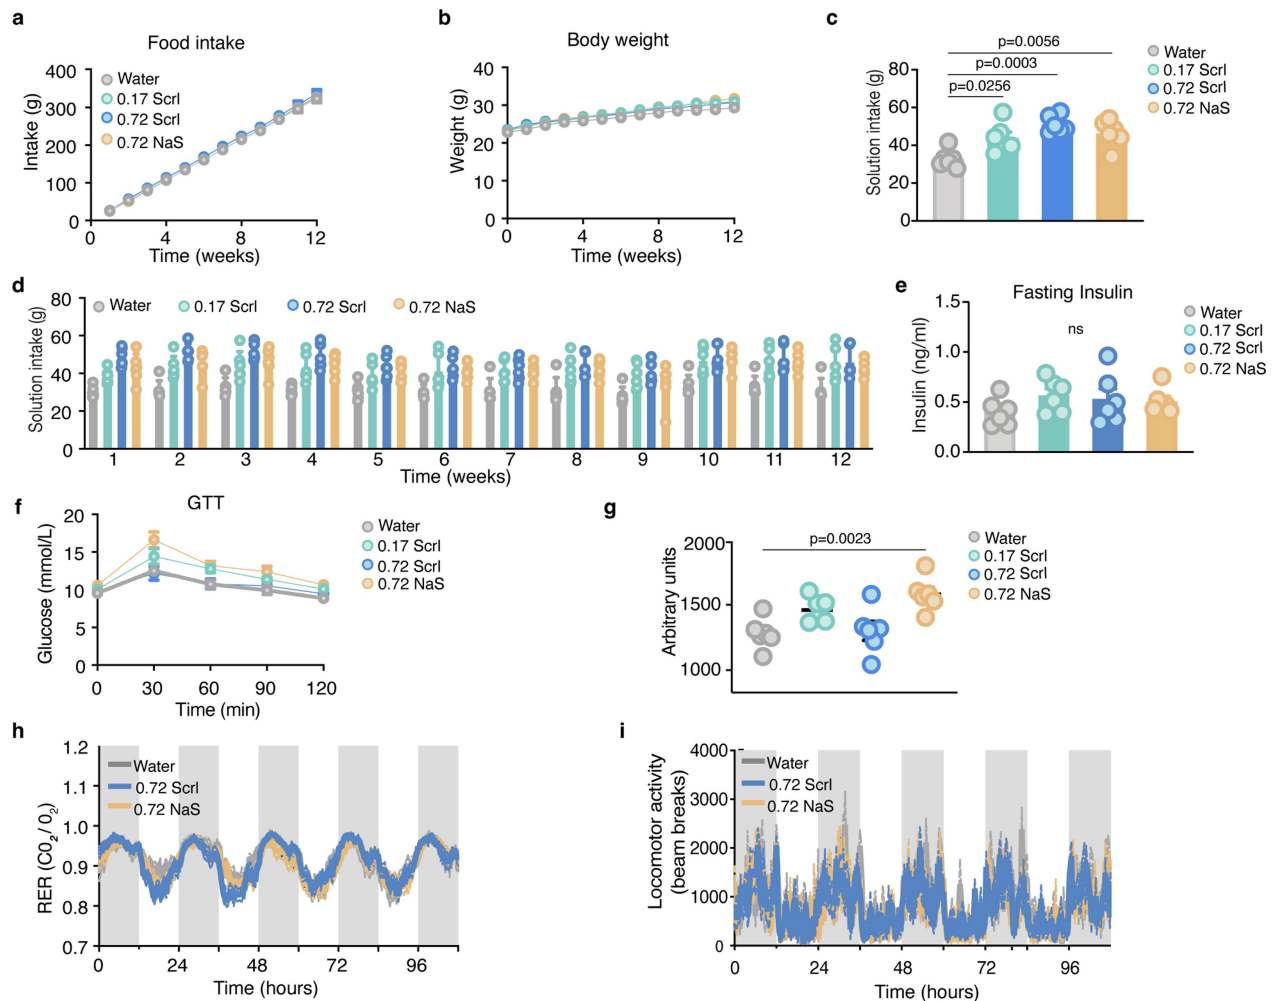 a
Food intake
Intake (g)
400
300
200
100
0
0 4 8 12
Time (weeks)
Water
0.17 Scrl
0.72 Scrl
0.72 NaS
b
Body weight
Weight (g)
40
30
20
10
0
0 4 8 12
Time (weeks)
c
p=0.0056
p=0.0003
p=0.0256
Solution intake (g)
80
60
40
20
0
Water
0.17 Scrl
0.72 Scrl
0.72 NaS
d
Solution intake (g)
80
60
40
20
0
Water 0.17 Scrl 0.72 Scrl 0.72 NaS
1 2 3 4 5 6 7 8 9 10 11 12
Time (weeks)
e
Fasting Insulin
ns
Insulin (ng/ml)
1.5
1.0
0.5
0.0
Water
0.17 Scrl
0.72 Scrl
0.72 NaS
f
GTT
Glucose (mmol/L)
20
15
10
5
0
0 30 60 90 120
Time (min)
Water
0.17 Scrl
0.72 Scrl
0.72 NaS
g
p=0.0023
Arbitrary units
2000
1500
1000
Water
0.17 Scrl
0.72 Scrl
0.72 NaS
h
RER (C0₂/ 0₂)
1.2
1.1
1.0
0.9
0.8
0.7
Water
0.72 Scrl
0.72 NaS
0 24 48 72 96
Time (hours)
i
Locomotor activity
(beam breaks)
4000
3000
2000
1000
0
Water
0.72 Scrl
0.72 NaS
0 24 48 72 96
Time (hours)